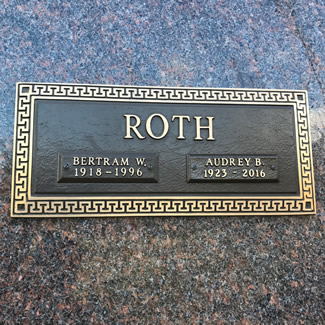 ROTH
BERTRAM W.
1918 - 1996
AUDREY B.
1923 - 2016